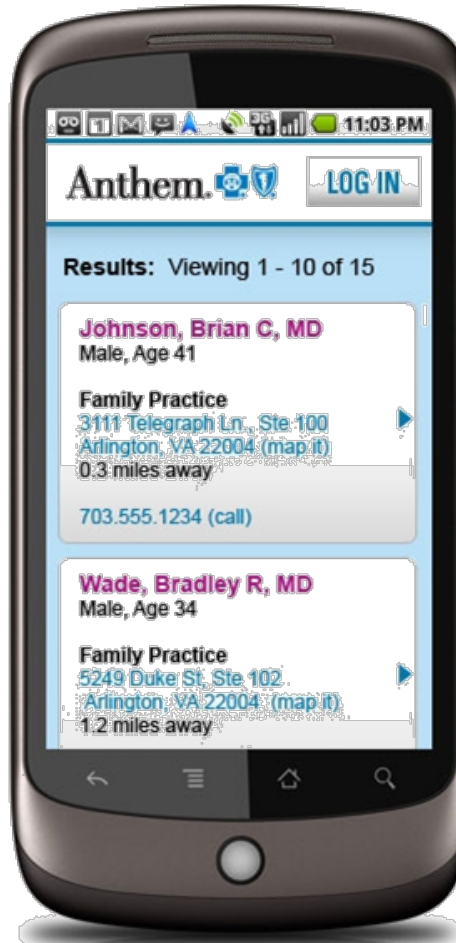 3G
11:03 PM
Anthem.
LOG IN
Results: Viewing 1 - 10 of 15
Johnson, Brian C, MD
Male, Age 41
Family Practice
3111 Telegraph Ln., Ste 100
Arlington, VA 22004 (map it)
0.3 miles away
703.555.1234 (call)
Wade, Bradley R, MD
Male, Age 34
Family Practice
5249 Duke St, Ste 102
Arlington, VA 22004 (map it)
1.2 miles away